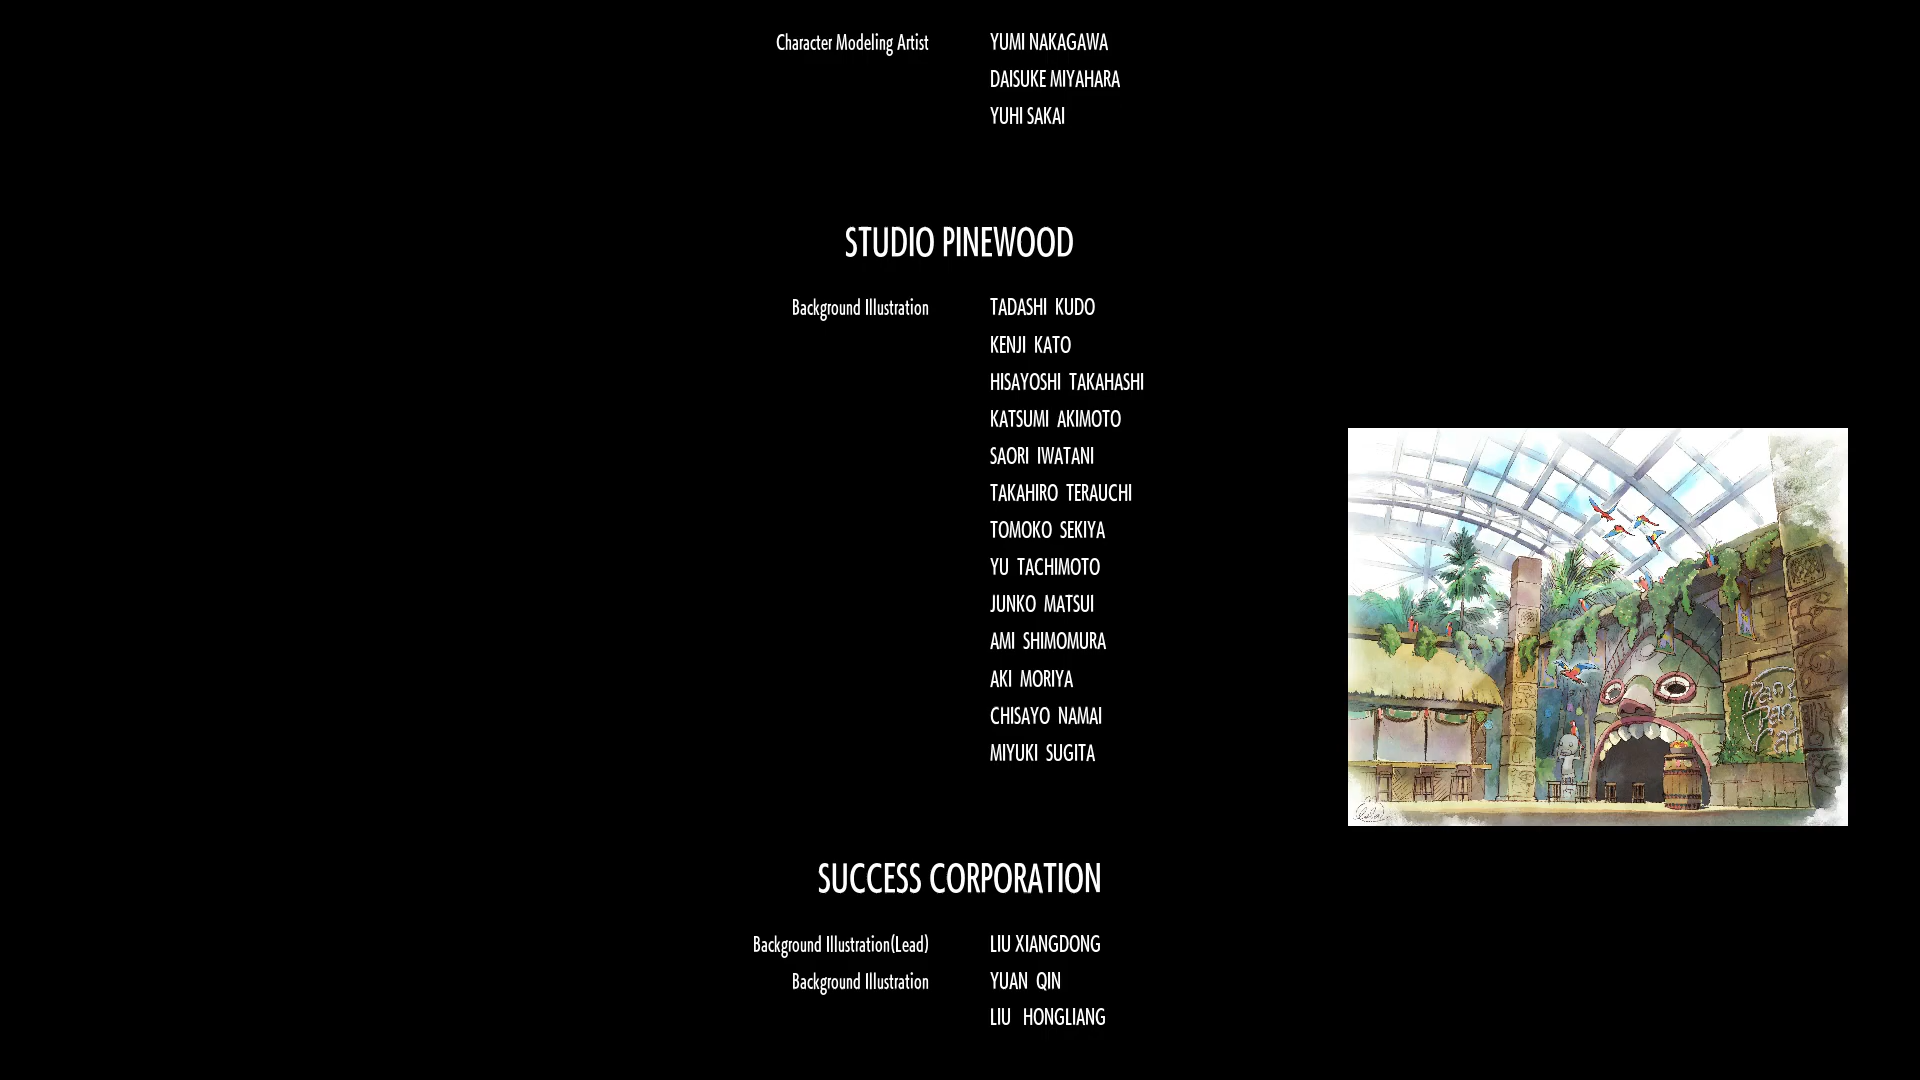 Character Modeling Artist YUMI NAKAGAWA
DAISUKE MIYAHARA
YUHI SAKAI
STUDIO PINEWOOD
Background Illustration TADASHI KUDO
KENJI KATO
HISAYOSHI TAKAHASHI
KATSUMI AKIMOTO
SAORI IWATANI
TAKAHIRO TERAUCHI
TOMOKO SEKIYA
YU TACHIMOTO
JUNKO MATSUI
AMI SHIMOMURA
AKI MORIYA
CHISAYO NAMAI
MIYUKI SUGITA
SUCCESS CORPORATION
Background Illustration(Lead) LIU XIANGDONG
Background Illustration YUAN QIN
LIU HONGLIANG